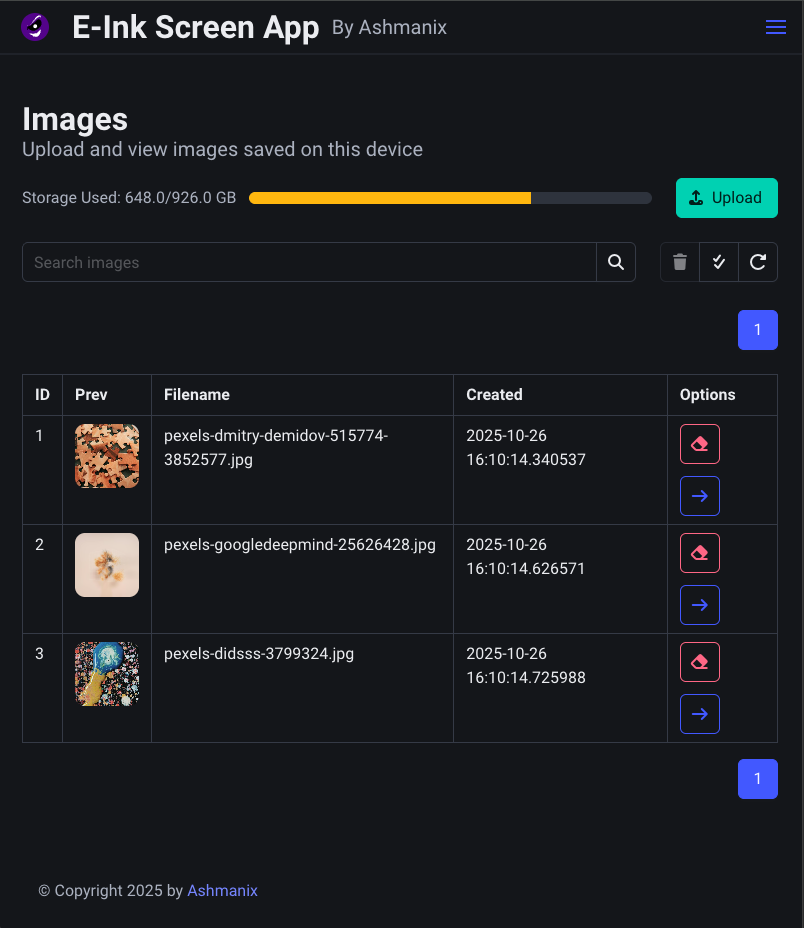 E-Ink Screen App By Ashmanix
Images
Upload and view images saved on this device
Storage Used: 648.0/926.0 GB
Upload
Search images
1
ID Prev Filename Created Options
1 pexels-dmitry-demidov-515774- 2025-10-26
3852577.jpg 16:10:14.340537
2 pexels-googledeepmind-25626428.jpg 2025-10-26
16:10:14.626571
3 pexels-didsss-3799324.jpg 2025-10-26
16:10:14.725988
1
© Copyright 2025 by Ashmanix